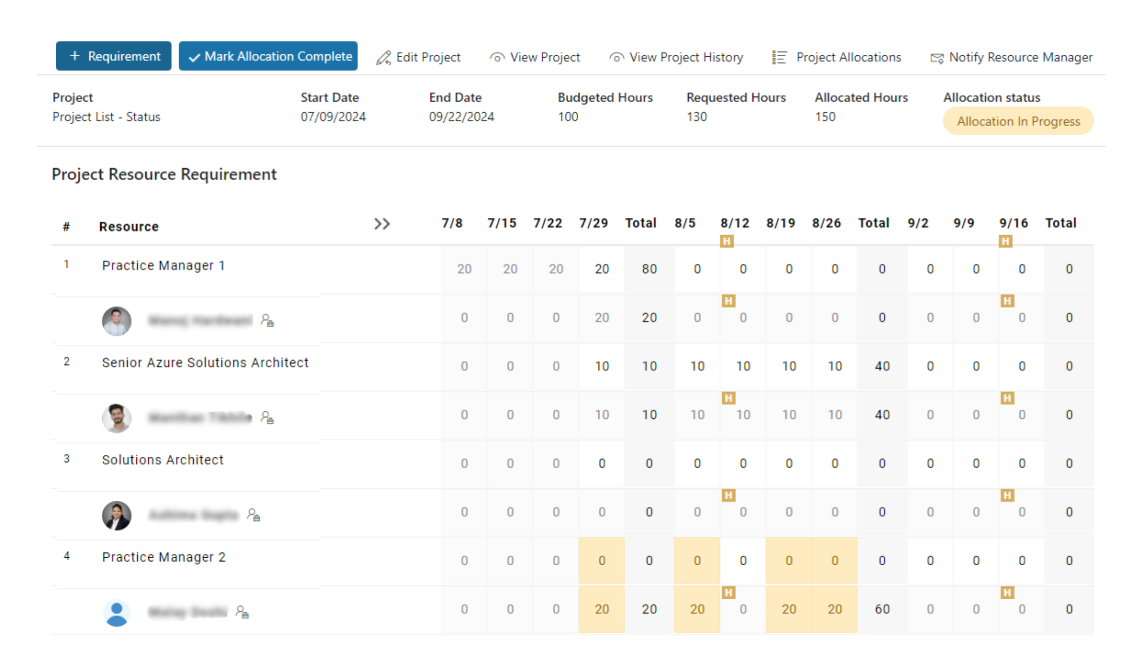 + Requirement Mark Allocation Complete Edit Project View Project View Project History Project Allocations Notify Resource Manager
Project Start Date End Date Budgeted Hours Requested Hours Allocated Hours Allocation status
Project List - Status 07/09/2024 09/22/2024 100 130 150 Allocation In Progress
Project Resource Requirement
# Resource >> 7/8 7/15 7/22 7/29 Total 8/5 8/12 8/19 8/26 Total 9/2 9/9 9/16 Total
H H
1 Practice Manager 1 20 20 20 20 80 0 0 0 0 0 0 0 0 0
H H
0 0 0 20 20 0 0 0 0 0 0 0 0 0
2 Senior Azure Solutions Architect 0 0 0 10 10 10 10 10 10 40 0 0 0 0
H H
0 0 0 10 10 10 10 10 10 40 0 0 0 0
3 Solutions Architect 0 0 0 0 0 0 0 0 0 0 0 0 0 0
H H
0 0 0 0 0 0 0 0 0 0 0 0 0 0
4 Practice Manager 2 0 0 0 0 0 0 0 0 0 0 0 0 0 0
H H
0 0 0 20 20 20 0 20 20 60 0 0 0 0